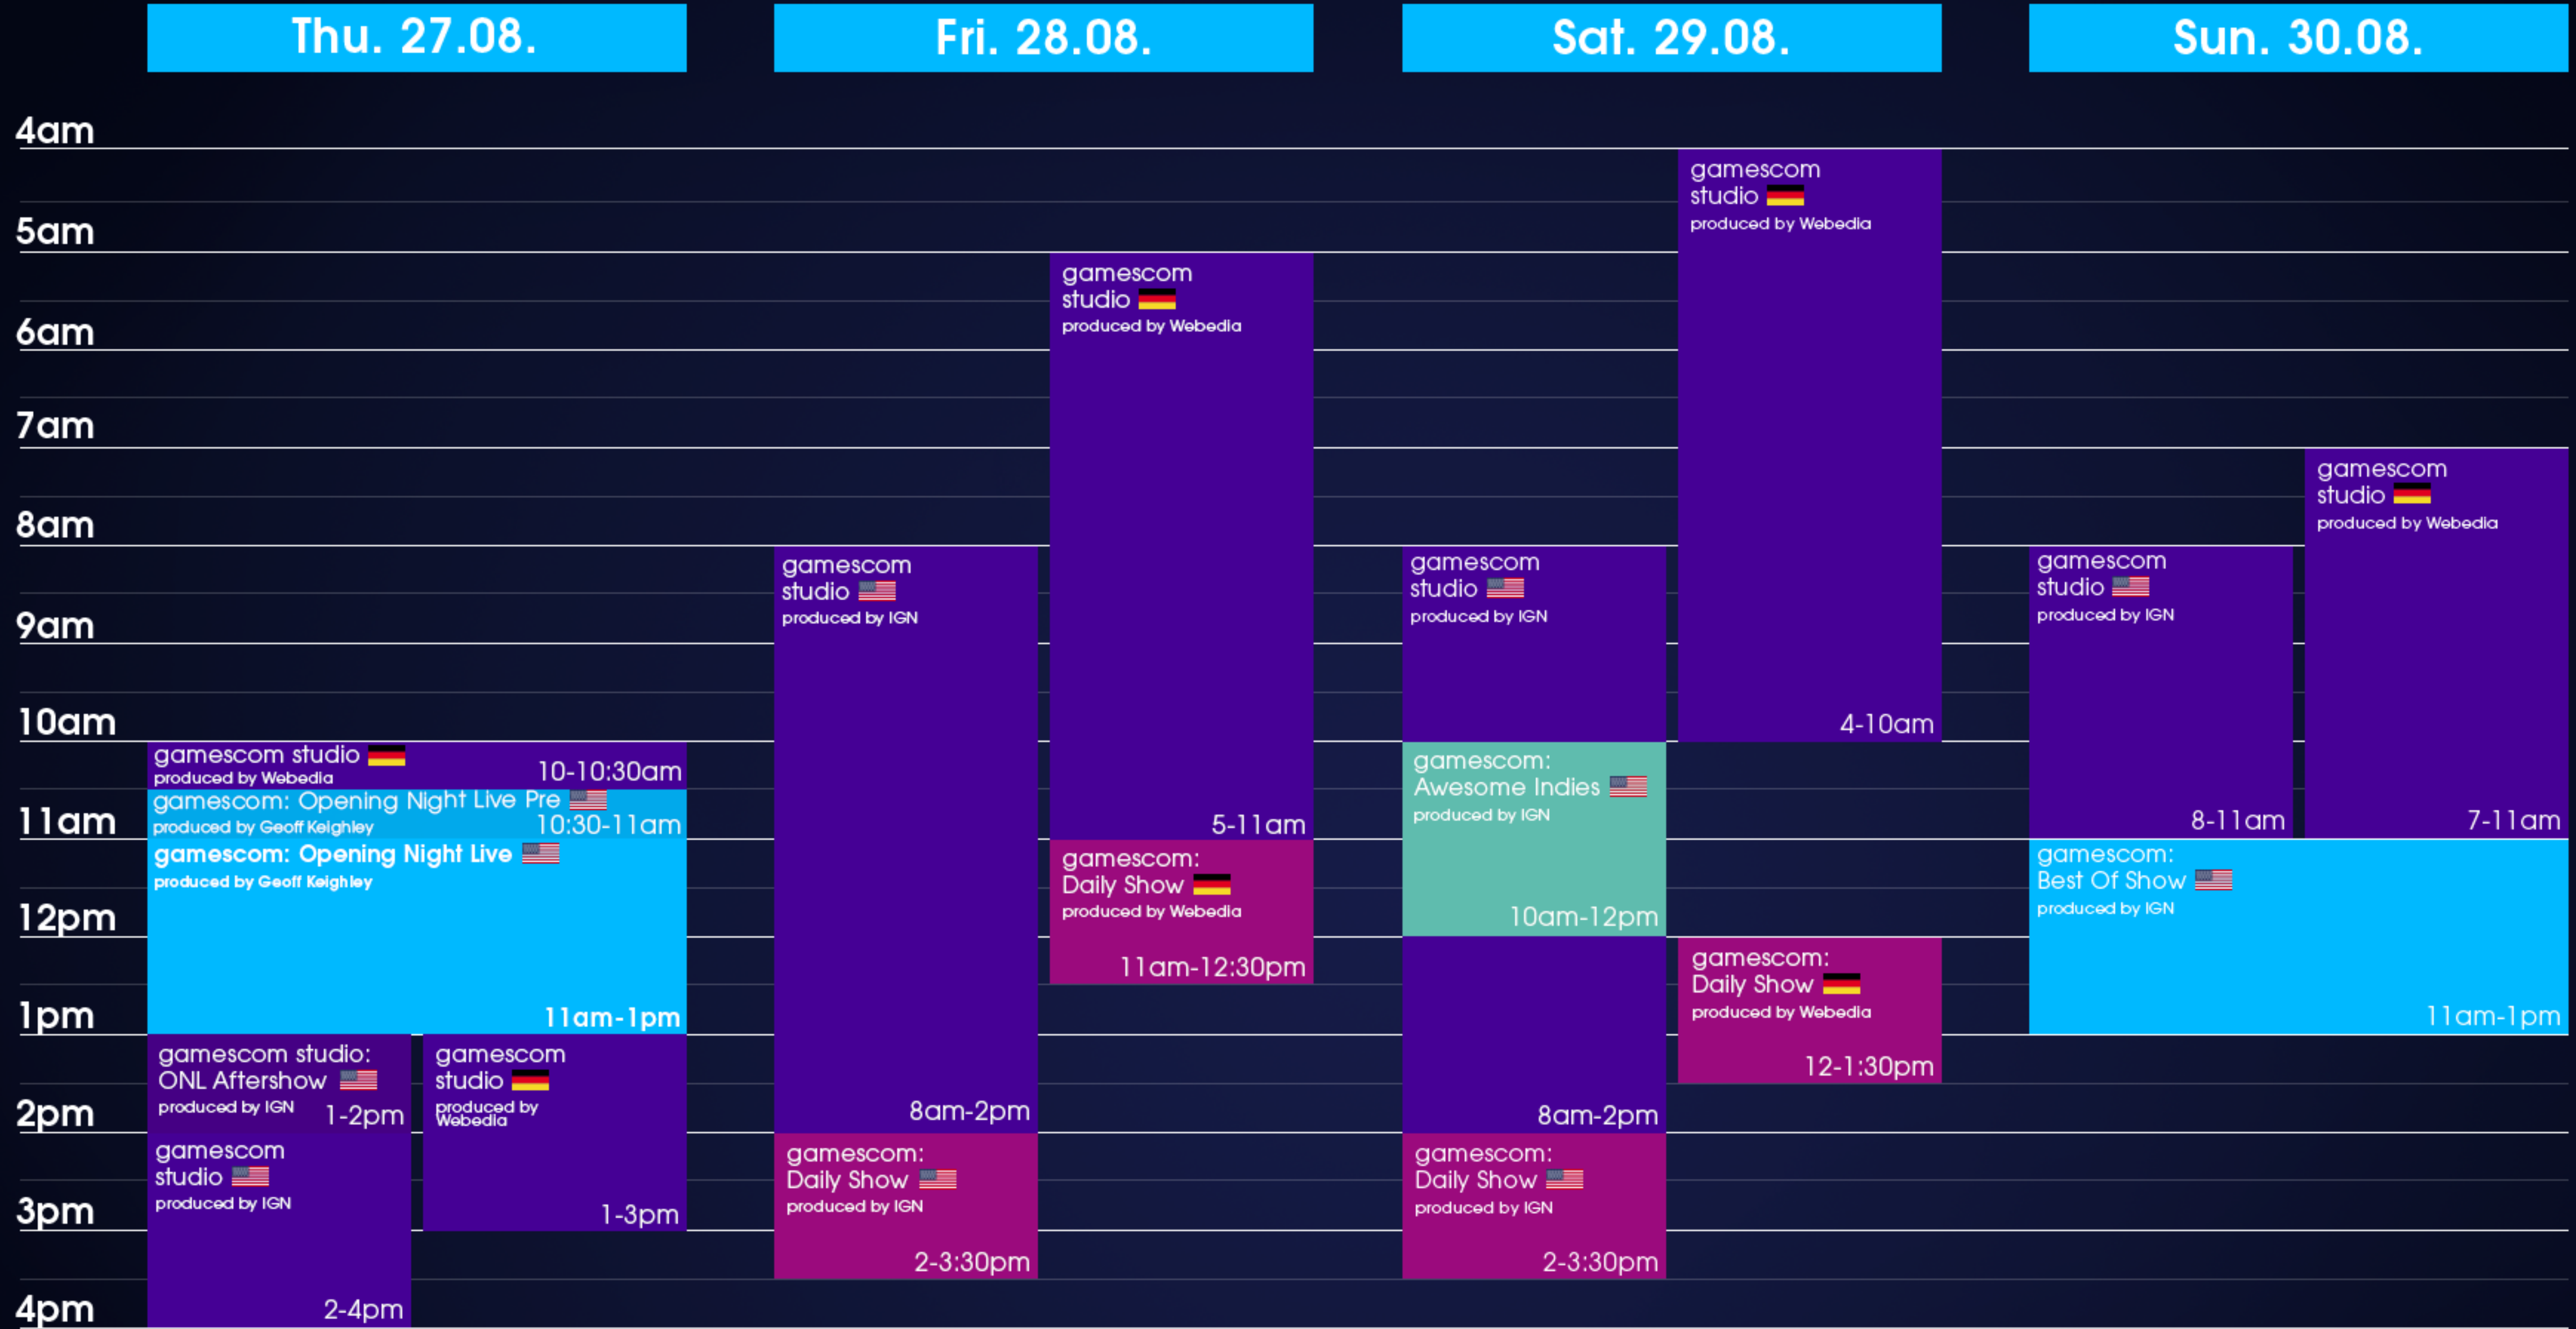 Thu. 27.08.
Fri. 28.08.
Sat. 29.08.
Sun. 30.08.
4am
5am
6am
7am
8am
9am
10am
11am
12pm
1pm
2pm
3pm
4pm
gamescom studio
produced by Webedia
10-10:30am
gamescom: Opening Night Live Pre
produced by Geoff Keighley
10:30-11am
gamescom: Opening Night Live
produced by Geoff Keighley
11am-1pm
gamescom studio:
ONL Aftershow
produced by IGN
1-2pm
gamescom
studio
produced by IGN
2-4pm
gamescom
studio
produced by
Webedia
1-3pm
gamescom
studio
produced by IGN
8am-2pm
gamescom:
Daily Show
produced by IGN
2-3:30pm
gamescom
studio
produced by Webedia
5-11am
gamescom:
Daily Show
produced by Webedia
11am-12:30pm
gamescom
studio
produced by IGN
gamescom:
Awesome Indies
produced by IGN
10am-12pm
8am-2pm
gamescom:
Daily Show
produced by IGN
2-3:30pm
gamescom
studio
produced by Webedia
4-10am
gamescom:
Daily Show
produced by Webedia
12-1:30pm
gamescom
studio
produced by IGN
8-11am
gamescom
studio
produced by Webedia
7-11am
gamescom:
Best Of Show
produced by IGN
11am-1pm